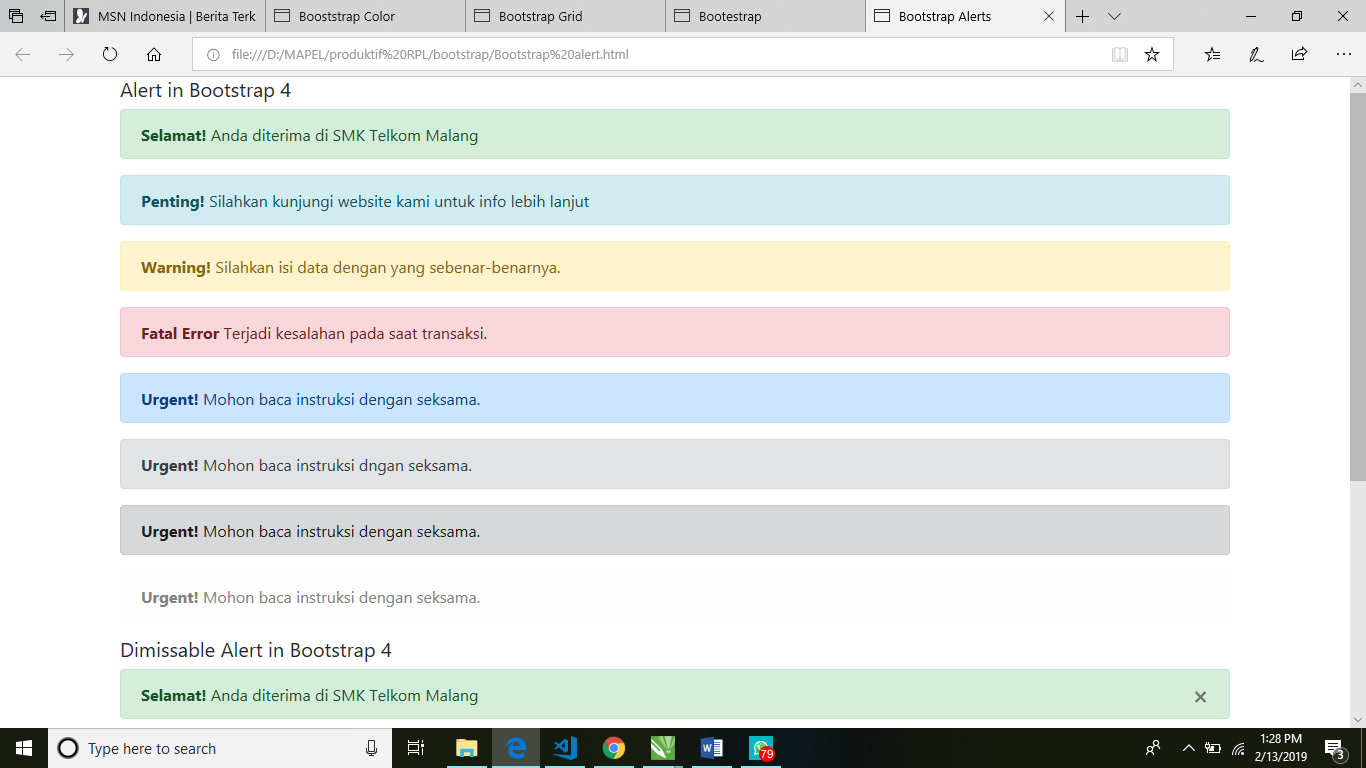 MSN Indonesia | Berita Terk
Booststrap Color
Bootstrap Grid
Bootestrap
Bootstrap Alerts
file:///D:/MAPEL/produktif%20RPL/bootstrap/Bootstrap%20alert.html
Alert in Bootstrap 4
Selamat! Anda diterima di SMK Telkom Malang
Penting! Silahkan kunjungi website kami untuk info lebih lanjut
Warning! Silahkan isi data dengan yang sebenar-benarnya.
Fatal Error Terjadi kesalahan pada saat transaksi.
Urgent! Mohon baca instruksi dengan seksama.
Urgent! Mohon baca instruksi dngan seksama.
Urgent! Mohon baca instruksi dengan seksama.
Urgent! Mohon baca instruksi dengan seksama.
Dimissable Alert in Bootstrap 4
Selamat! Anda diterima di SMK Telkom Malang ×
Type here to search
79
1:28 PM
2/13/2019
3